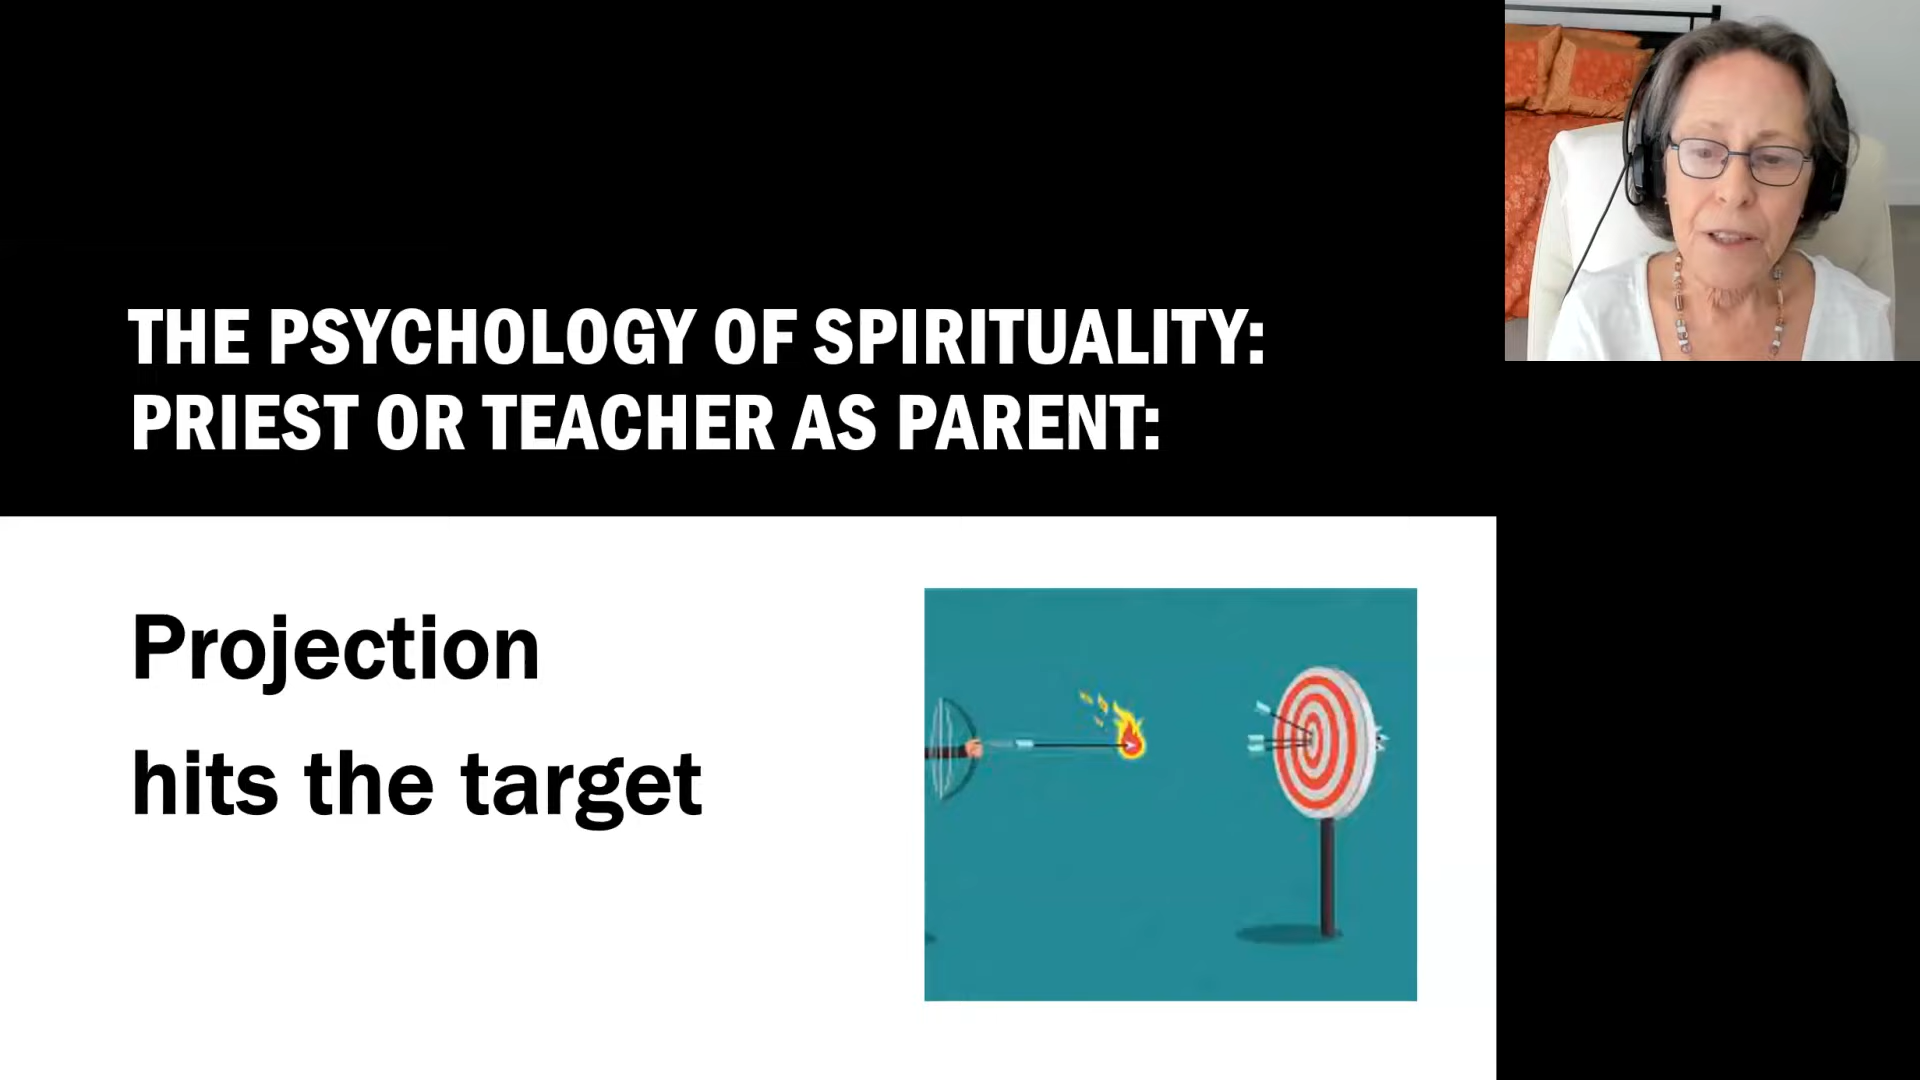 THE PSYCHOLOGY OF SPIRITUALITY:
PRIEST OR TEACHER AS PARENT:
Projection
hits the target